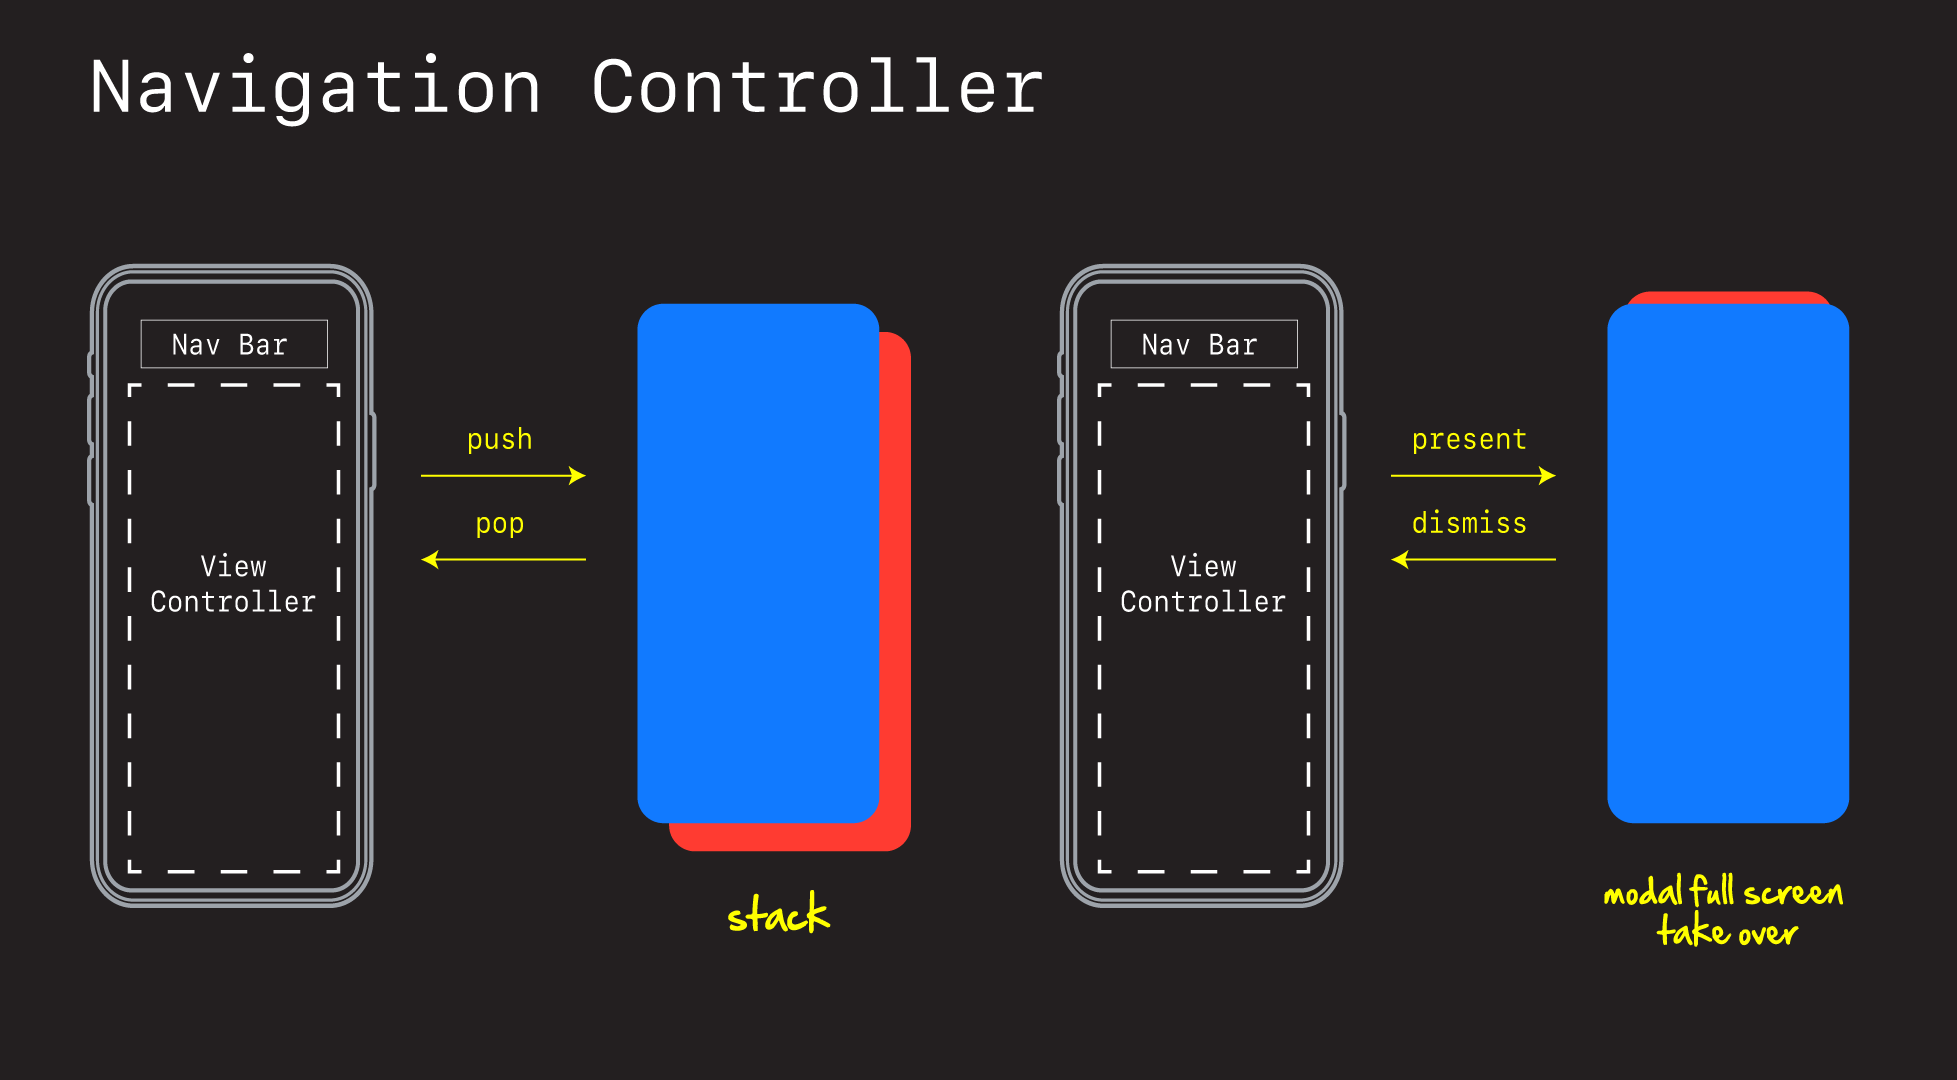 Navigation Controller
Nav Bar
View
Controller
push
pop
stack
Nav Bar
View
Controller
present
dismiss
modal full screen
take over